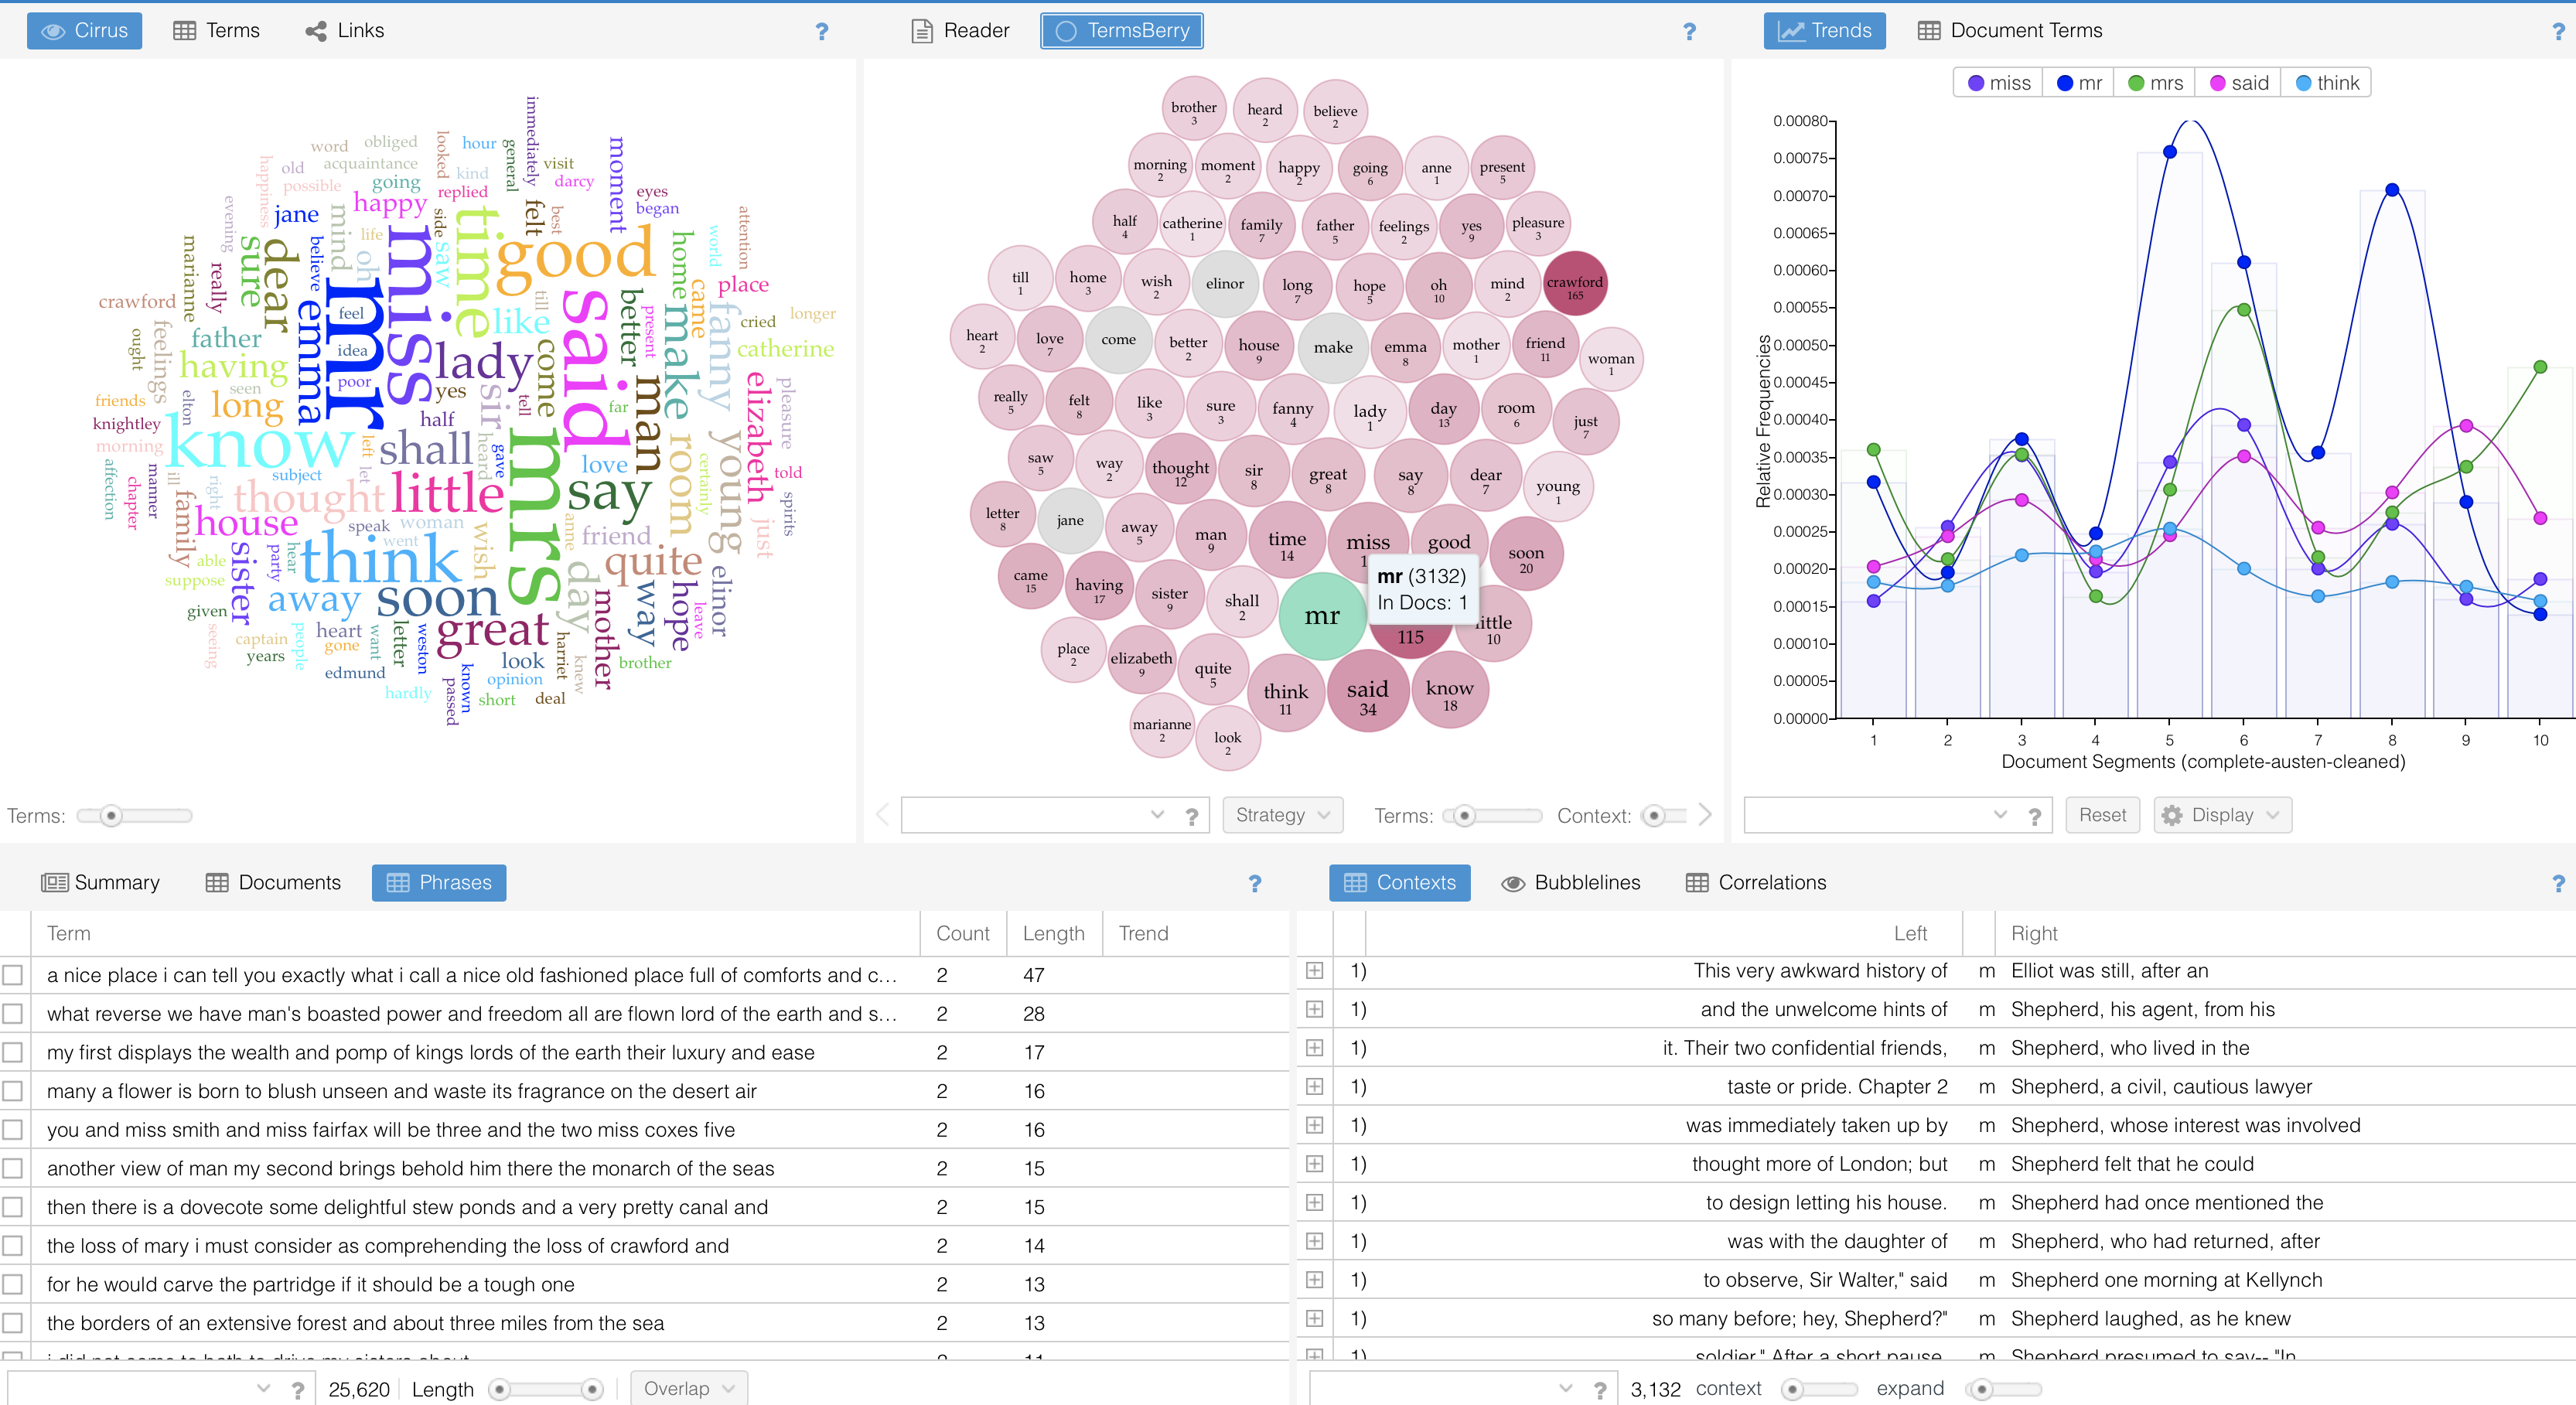 Cirrus Terms Links ?
Reader TermsBerry ?
Trends Document Terms ?
immediately
word obliged looked hour general visit moment
old acquaintance kind
happiness possible going replied darcy eyes
evening jane mind happy side time felt best began attention
marianne really sure dear believe life oh miss saw good home world
crawford emma mr feel till said better present came place
father idea like make fanny cried longer
ought feelings having poor lady come man catherine
seen yes sir tell far elizabeth pleasure
friends elton long half
knightley know left shall heard gave mrs love room certainly young told
morning subject let little say
affection chapter manner ill right thought spirits
family house speak woman wish anne friend just
able sister party hear think went quite
suppose away soon day way hope elinor
given great mother leave
seeing captain people heart want letter weston harriet knew
years gone look brother
edmund opinion
hardly passed known short deal
Terms:
brother 3 heard 2 believe 2
morning 2 moment 2 happy 2 going 6 anne 1 present 5
half 4 catherine 1 family 7 father 5 feelings 2 yes 9 pleasure 3
till 1 home 3 wish 2 elinor long 7 hope 5 oh 10 mind 2 crawford 165
heart 2 love 7 come better 2 house 9 make emma 8 mother 1 friend 11 woman 1
really 5 felt 8 like 3 sure 3 fanny 4 lady 1 day 13 room 6 just 7
saw 5 way 2 thought 12 sir 8 great 8 say 8 dear 7 young 1
letter 8 jane away 5 man 9 time 14 miss good soon 20
came 15 having 17 sister 9 shall 2 mr 115 little 10
mr (3132)
In Docs: 1
place 2 elizabeth 9 quite 5 think 11 said 34 know 18
marianne 2 look 2
? Strategy Terms: Context:
miss mr mrs said think
Relative Frequencies
0.00080
0.00075
0.00070
0.00065
0.00060
0.00055
0.00050
0.00045
0.00040
0.00035
0.00030
0.00025
0.00020
0.00015
0.00010
0.00005
0.00000
1 2 3 4 5 6 7 8 9 10
Document Segments (complete-austen-cleaned)
? Reset Display
Summary Documents Phrases ?
Term Count Length Trend
a nice place i can tell you exactly what i call a nice old fashioned place full of comforts and c... 2 47
what reverse we have man's boasted power and freedom all are flown lord of the earth and s... 2 28
my first displays the wealth and pomp of kings lords of the earth their luxury and ease 2 17
many a flower is born to blush unseen and waste its fragrance on the desert air 2 16
you and miss smith and miss fairfax will be three and the two miss coxes five 2 16
another view of man my second brings behold him there the monarch of the seas 2 15
then there is a dovecote some delightful stew ponds and a very pretty canal and 2 15
the loss of mary i must consider as comprehending the loss of crawford and 2 14
for he would carve the partridge if it should be a tough one 2 13
the borders of an extensive forest and about three miles from the sea 2 13
i did not come to bath to drive my sisters about 2 11
? 25,620 Length Overlap
Contexts Bubblelines Correlations ?
Left Right
1) This very awkward history of m Elliot was still, after an
1) and the unwelcome hints of m Shepherd, his agent, from his
1) it. Their two confidential friends, m Shepherd, who lived in the
1) taste or pride. Chapter 2 m Shepherd, a civil, cautious lawyer
1) was immediately taken up by m Shepherd, whose interest was involved
1) thought more of London; but m Shepherd felt that he could
1) to design letting his house. m Shepherd had once mentioned the
1) was with the daughter of m Shepherd, who had returned, after
1) to observe, Sir Walter," said m Shepherd one morning at Kellynch
1) so many before; hey, Shepherd?" m Shepherd laughed, as he knew
1) soldier." After a short pause, m Shepherd presumed to say-- "In
? 3,132 context expand